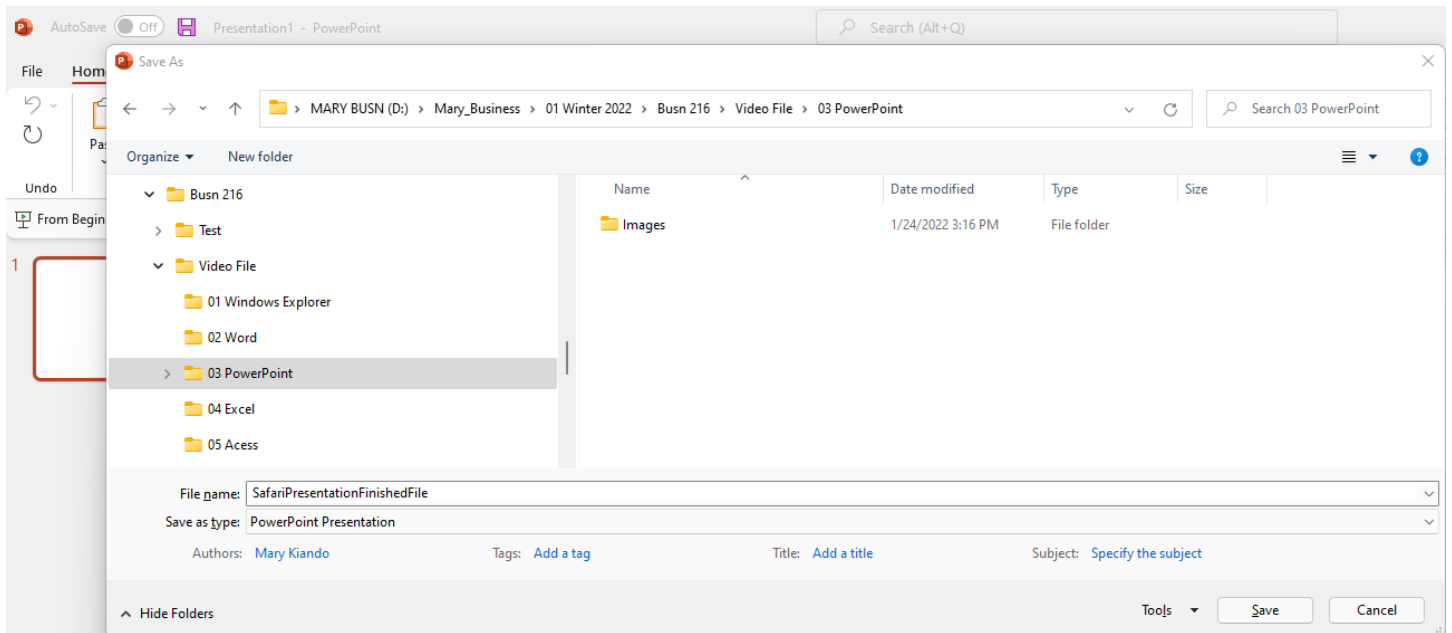 AutoSave Off Presentation1 - PowerPoint Search (Alt+Q)
File Hom
Save As
MARY BUSN (D:) > Mary_Business > 01 Winter 2022 > Busn 216 > Video File > 03 PowerPoint Search 03 PowerPoint
Pas
Organize New folder
Undo
Busn 216 Name Date modified Type Size
From Begin
Test Images 1/24/2022 3:16 PM File folder
1
Video File
01 Windows Explorer
02 Word
03 PowerPoint
04 Excel
05 Acess
File name: SafariPresentationFinishedFile
Save as type: PowerPoint Presentation
Authors: Mary Kiando Tags: Add a tag Title: Add a title Subject: Specify the subject
Hide Folders Tools Save Cancel